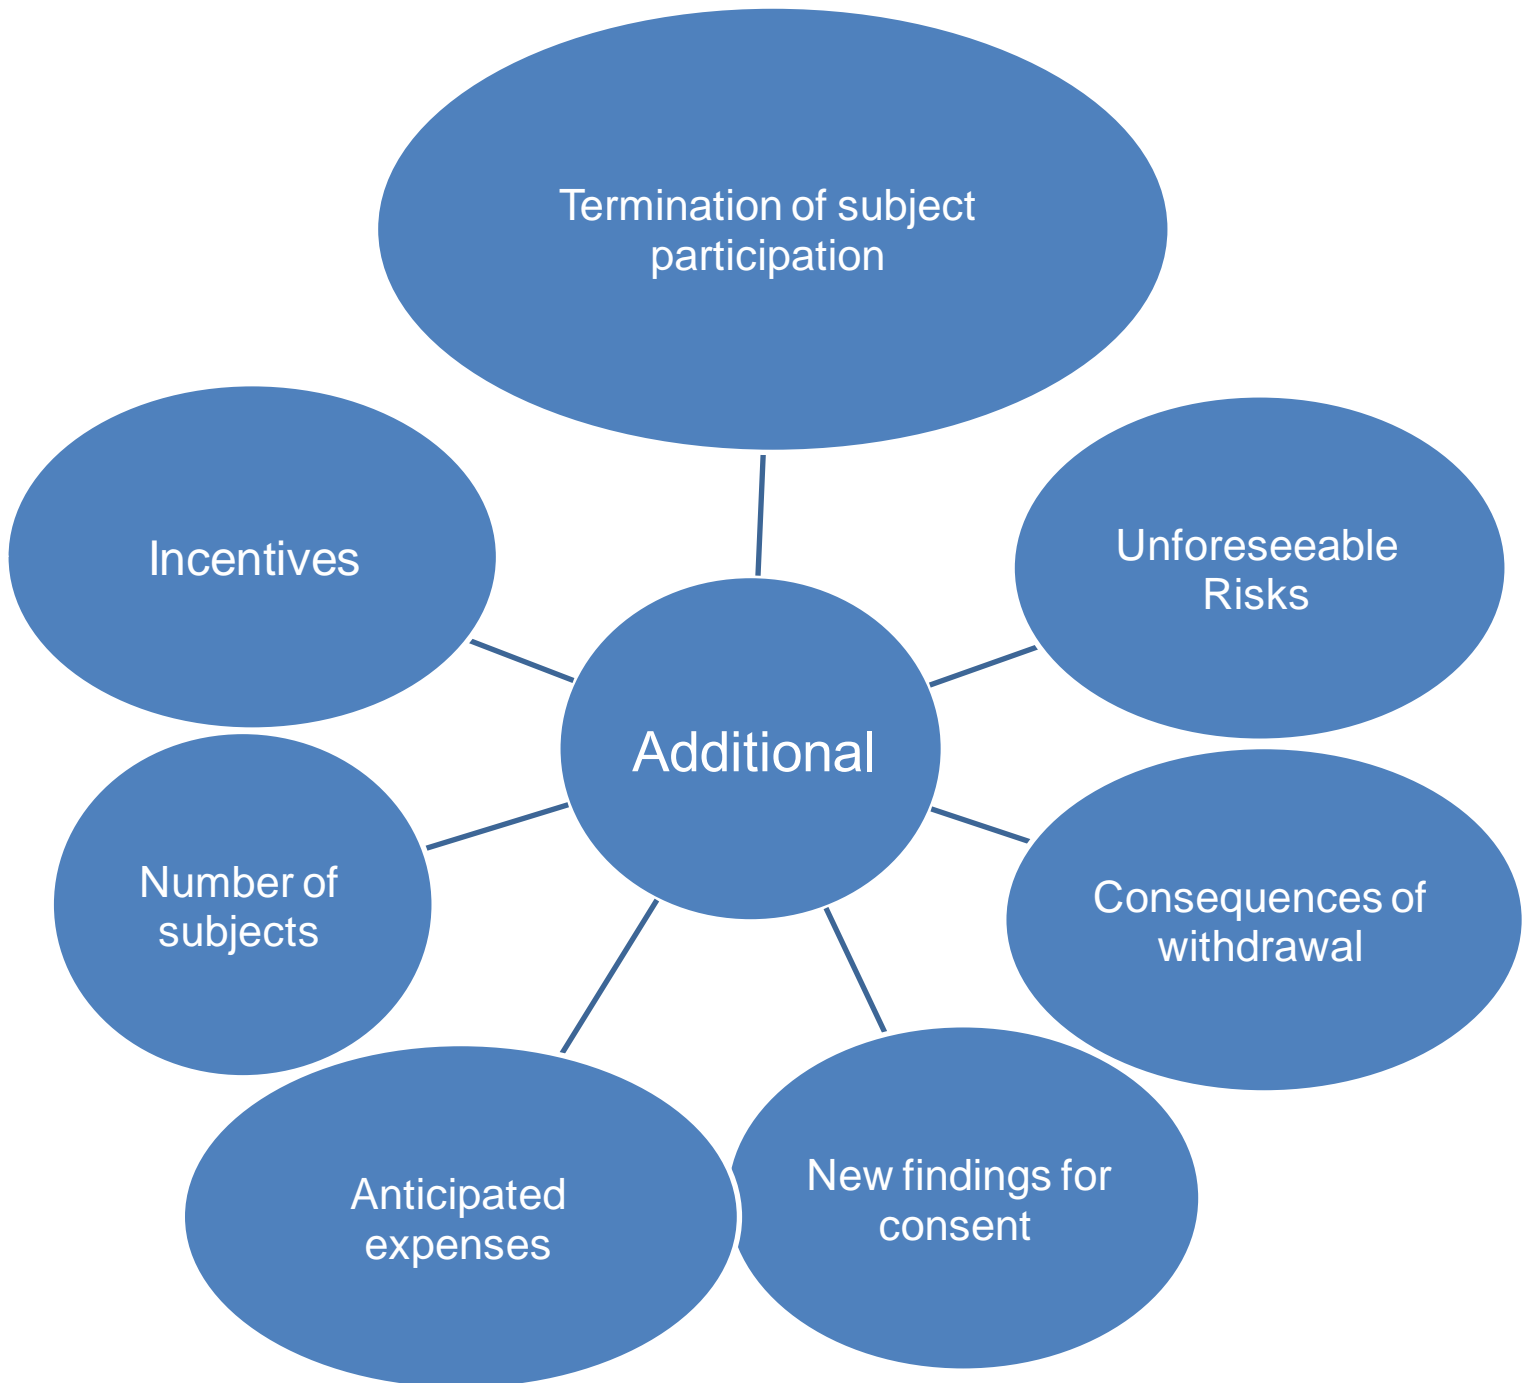 Termination of subject
participation
Incentives
Unforeseeable
Risks
Additional
Number of
subjects
Consequences of
withdrawal
Anticipated
expenses
New findings for
consent